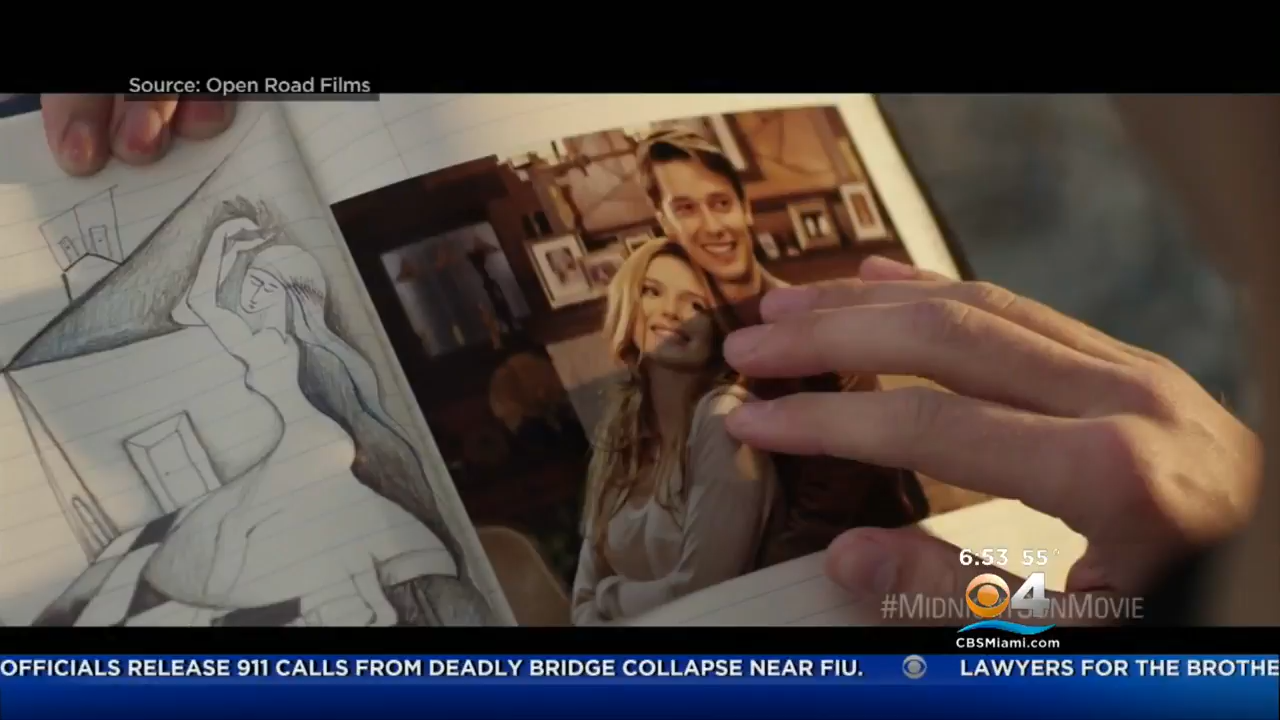 Source: Open Road Films
6:53 55°
4
#MIDNIGHTSUNMOVIE
CBSMiami.com
OFFICIALS RELEASE 911 CALLS FROM DEADLY BRIDGE COLLAPSE NEAR FIU. LAWYERS FOR THE BROTHE